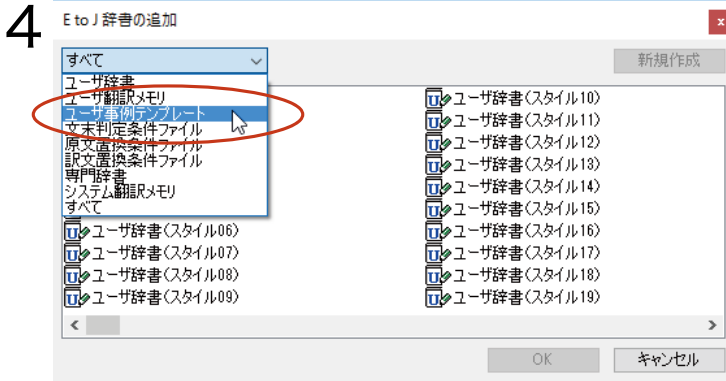 4
E to J 辞書の追加
x
すべて
新規作成
ユーザ辞書
ユーザ翻訳メモリ
ユーザ事例テンプレート
文末判定条件ファイル
原文置換条件ファイル
訳文置換条件ファイル
専門辞書
システム翻訳メモリ
すべて
ユーザ辞書(スタイル06)
ユーザ辞書(スタイル07)
ユーザ辞書(スタイル08)
ユーザ辞書(スタイル09)
ユーザ辞書(スタイル10)
ユーザ辞書(スタイル11)
ユーザ辞書(スタイル12)
ユーザ辞書(スタイル13)
ユーザ辞書(スタイル14)
ユーザ辞書(スタイル15)
ユーザ辞書(スタイル16)
ユーザ辞書(スタイル17)
ユーザ辞書(スタイル18)
ユーザ辞書(スタイル19)
OK
キャンセル